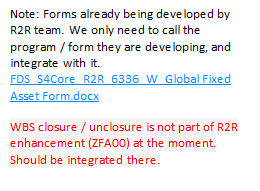 Note: Forms already being developed by
R2R team. We only need to call the
program / form they are developing, and
integrate with it.
FDS_S4Core_R2R_6336_W_Global Fixed
Asset Form.docx
WBS closure / unclosure is not part of R2R
enhancement (ZFA00) at the moment.
Should be integrated there.